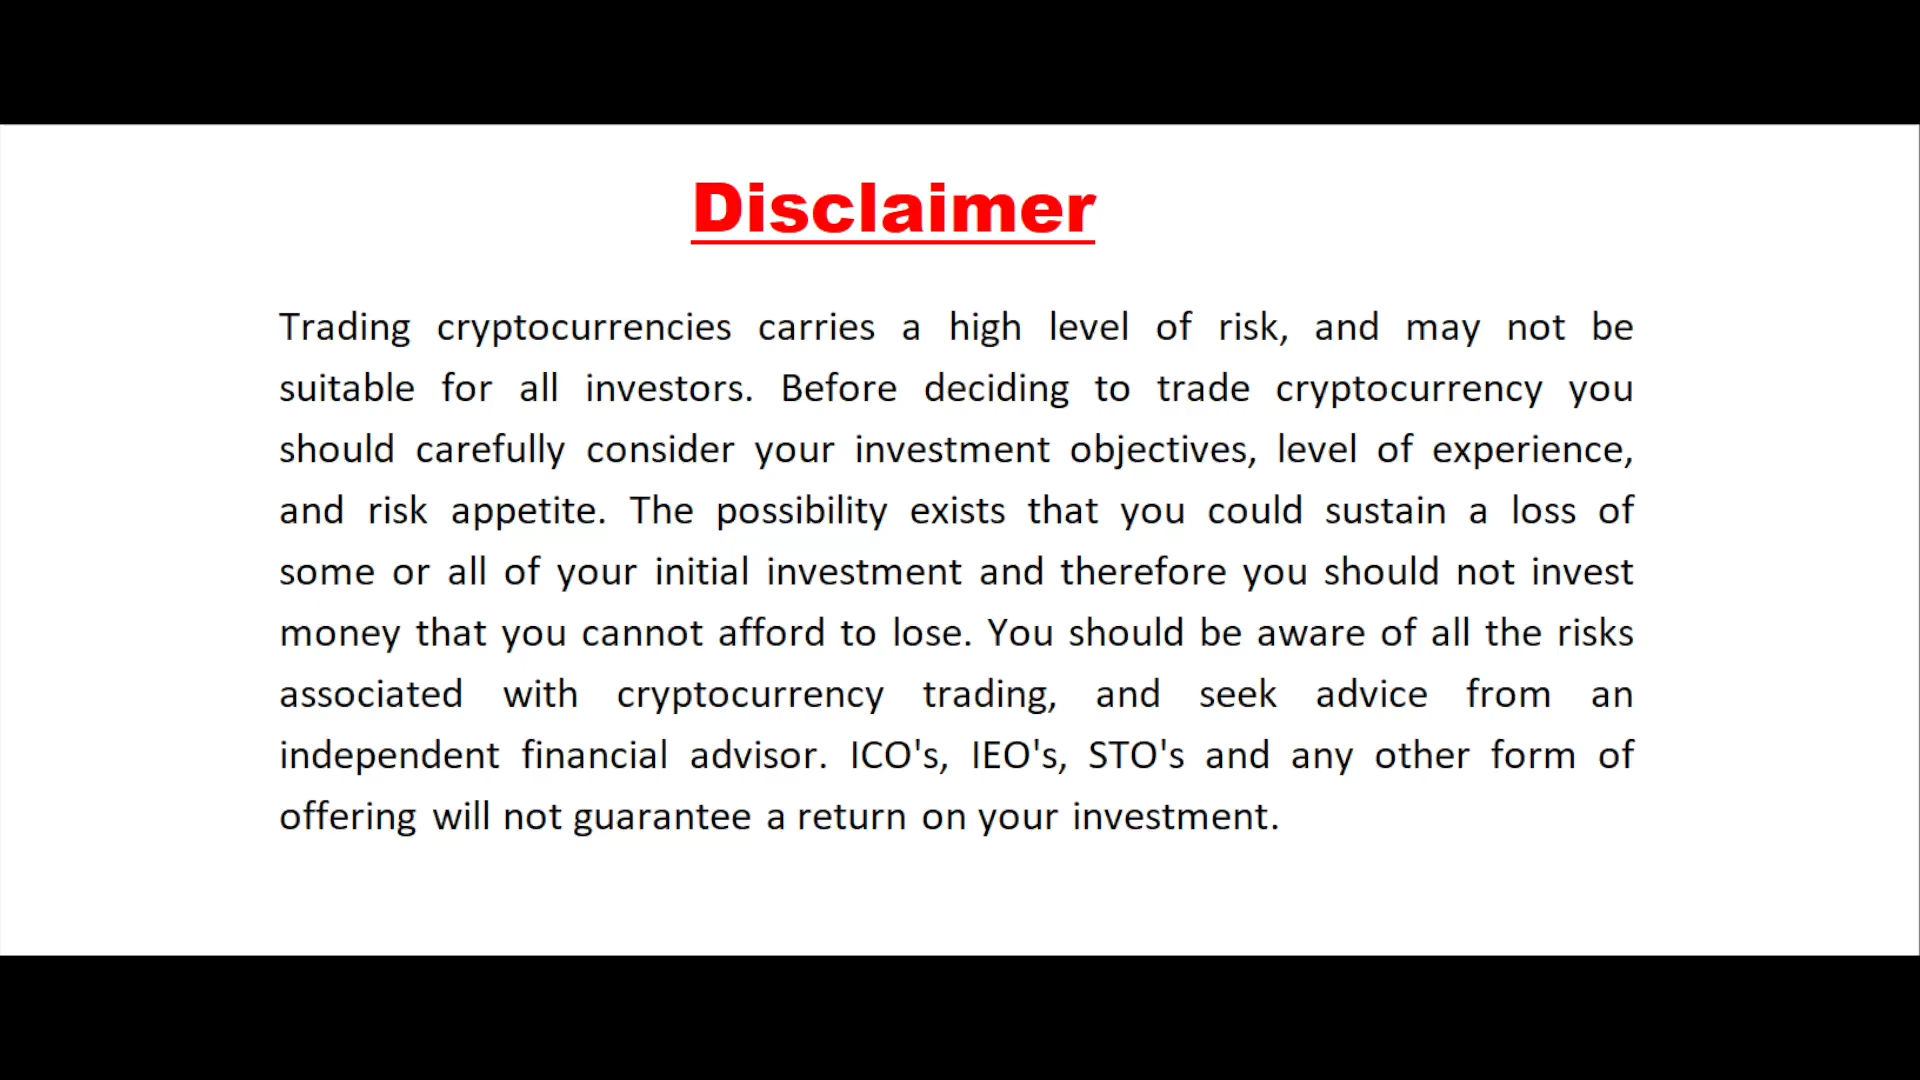 Disclaimer
Trading cryptocurrencies carries a high level of risk, and may not be
suitable for all investors. Before deciding to trade cryptocurrency you
should carefully consider your investment objectives, level of experience,
and risk appetite. The possibility exists that you could sustain a loss of
some or all of your initial investment and therefore you should not invest
money that you cannot afford to lose. You should be aware of all the risks
associated with cryptocurrency trading, and seek advice from an
independent financial advisor. ICO's, IEO's, STO's and any other form of
offering will not guarantee a return on your investment.